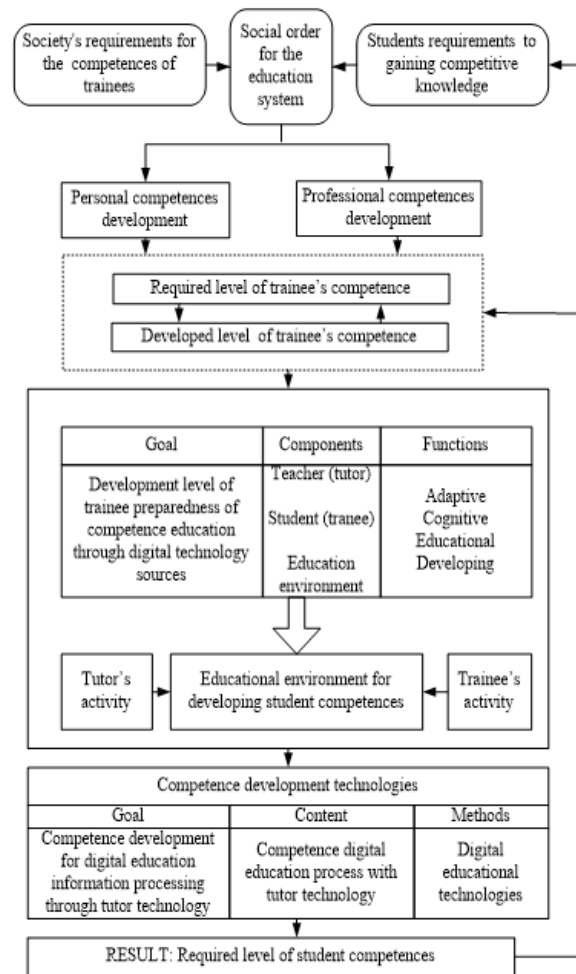 Society's requirements for
the competences of
trainees
Social order
for the
education
system
Students requirements to
gaining competitive
knowledge
Personal competences
development
Professional competences
development
Required level of trainee's competence
Developed level of trainee's competence
Goal
Components
Functions
Development level of
trainee preparedness of
competence education
through digital technology
sources
Teacher (tutor)
Student (tranee)
Education
environment
Adaptive
Cognitive
Educational
Developing
Tutor's
activity
Educational environment for
developing student competences
Trainee's
activity
Competence development technologies
Goal
Content
Methods
Competence development
for digital education
information processing
through tutor technology
Competence digital
education process with
tutor technology
Digital
educational
technologies
RESULT: Required level of student competences